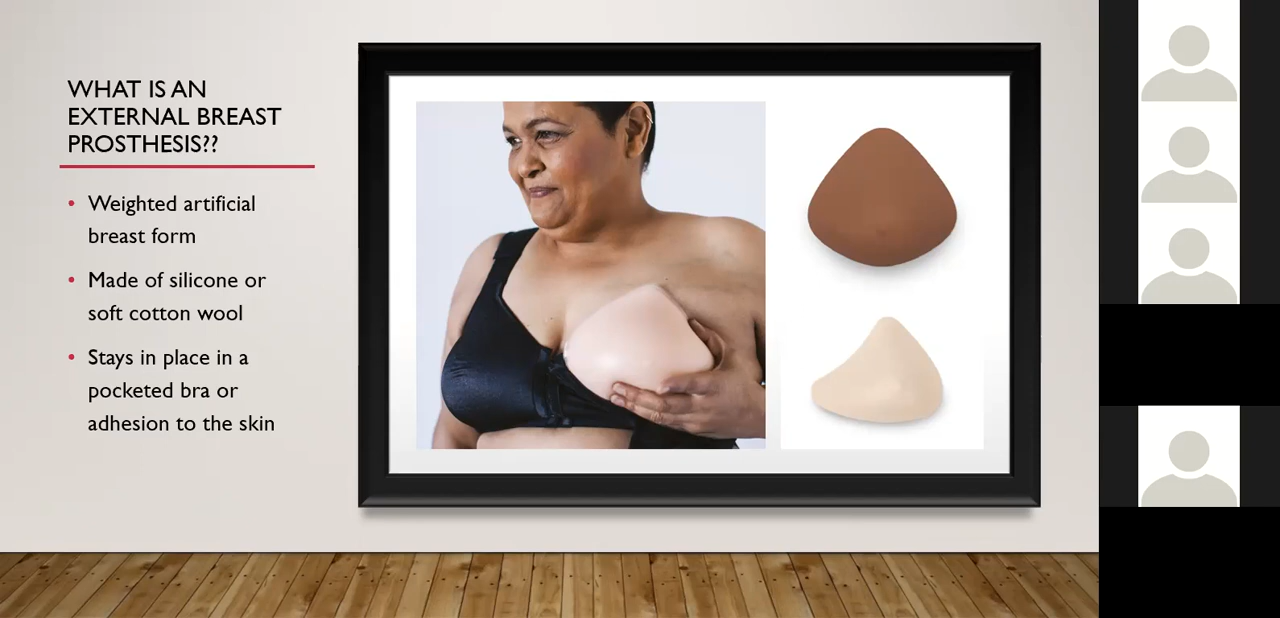 WHAT IS AN
EXTERNAL BREAST
PROSTHESIS??
• Weighted artificial
breast form
• Made of silicone or
soft cotton wool
• Stays in place in a
pocketed bra or
adhesion to the skin